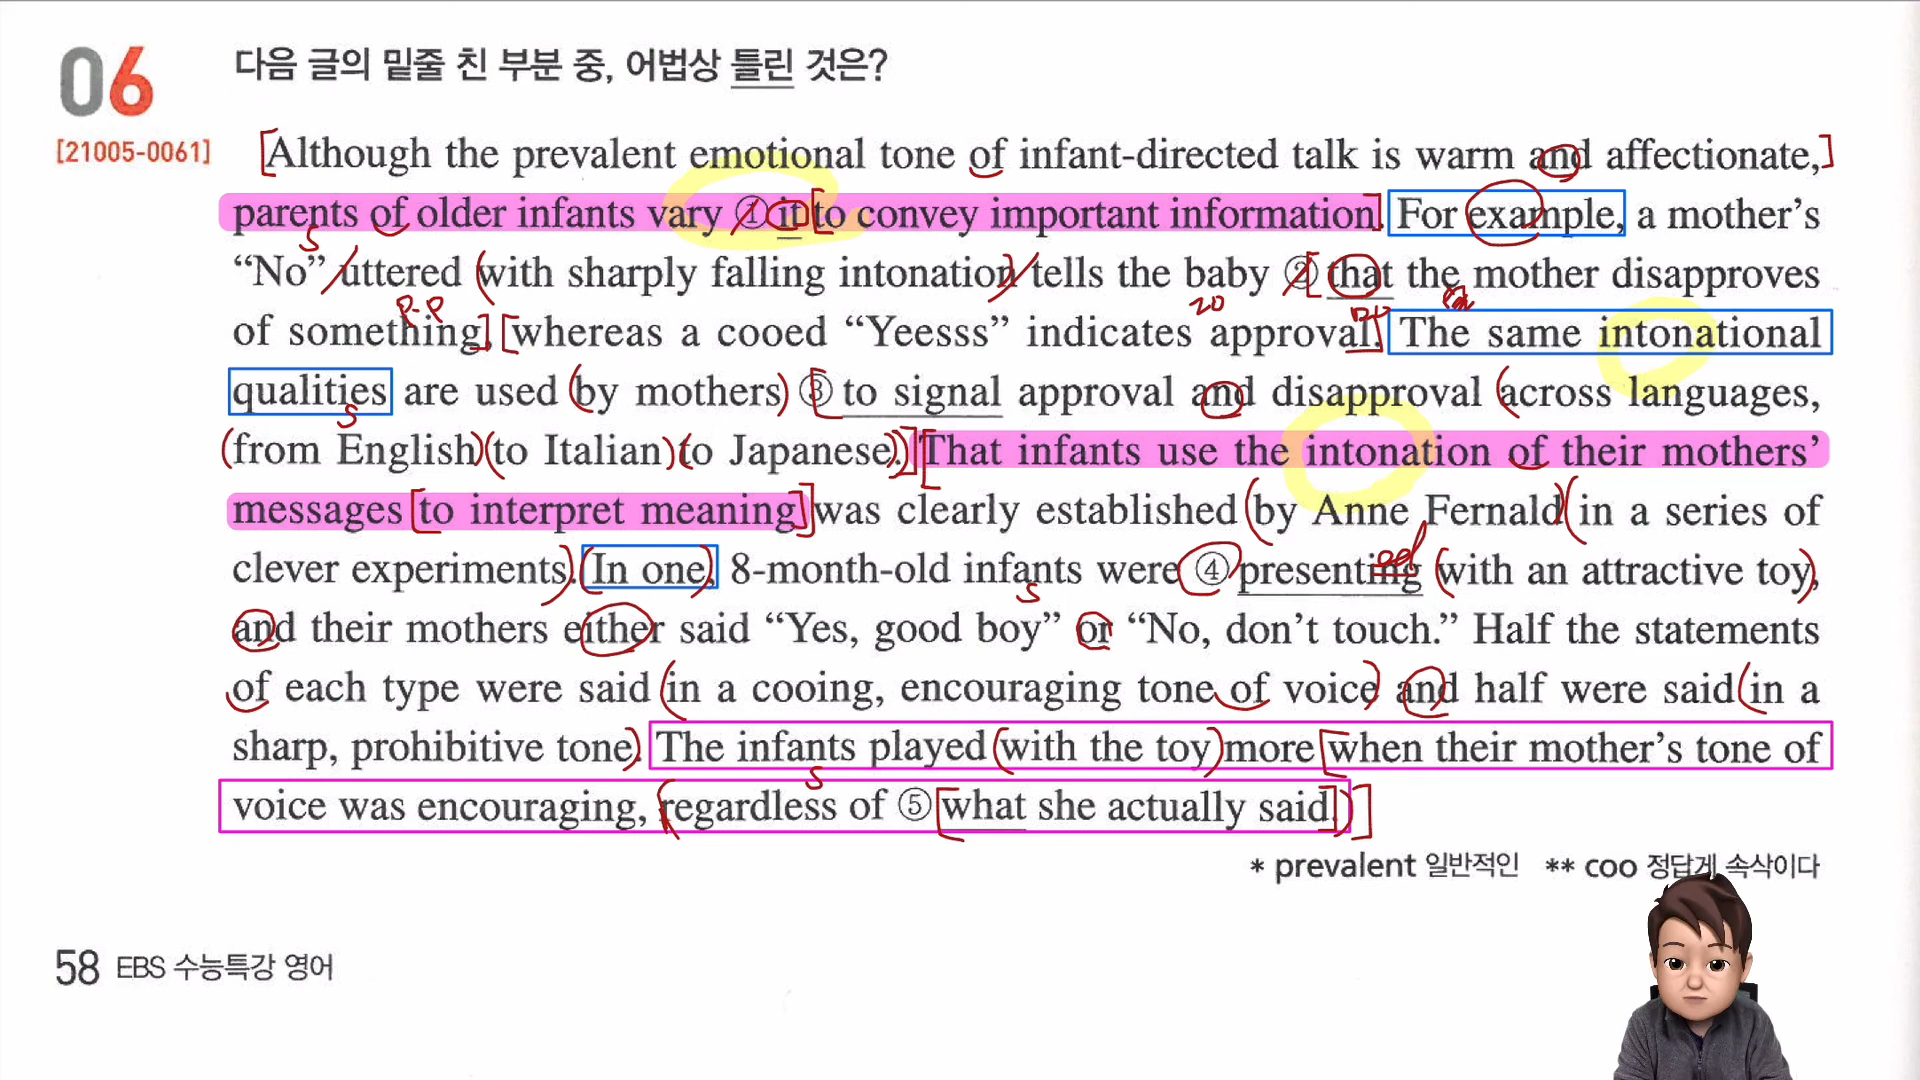 06 다음 글의 밑줄 친 부분 중, 어법상 틀린 것은?
[21005-0061] Although the prevalent emotional tone of infant-directed talk is warm and affectionate,
parents of older infants vary ① it to convey important information. For example, a mother's
s
"No" uttered with sharply falling intonation tells the baby ② that the mother disapproves
p.p
of something, whereas a cooed "Yeesss" indicates approval. The same intonational
qualities are used by mothers ③ to signal approval and disapproval across languages,
s
from English to Italian to Japanese. That infants use the intonation of their mothers'
messages to interpret meaning was clearly established by Anne Fernald in a series of
ed
clever experiments. In one, 8-month-old infants were ④ presenting with an attractive toy,
s
and their mothers either said "Yes, good boy" or "No, don't touch." Half the statements
of each type were said in a cooing, encouraging tone of voice and half were said in a
sharp, prohibitive tone. The infants played with the toy more when their mother's tone of
s
voice was encouraging, regardless of ⑤ what she actually said.
* prevalent 일반적인 ** coo 정답게 속삭이다
58 EBS 수능특강 영어